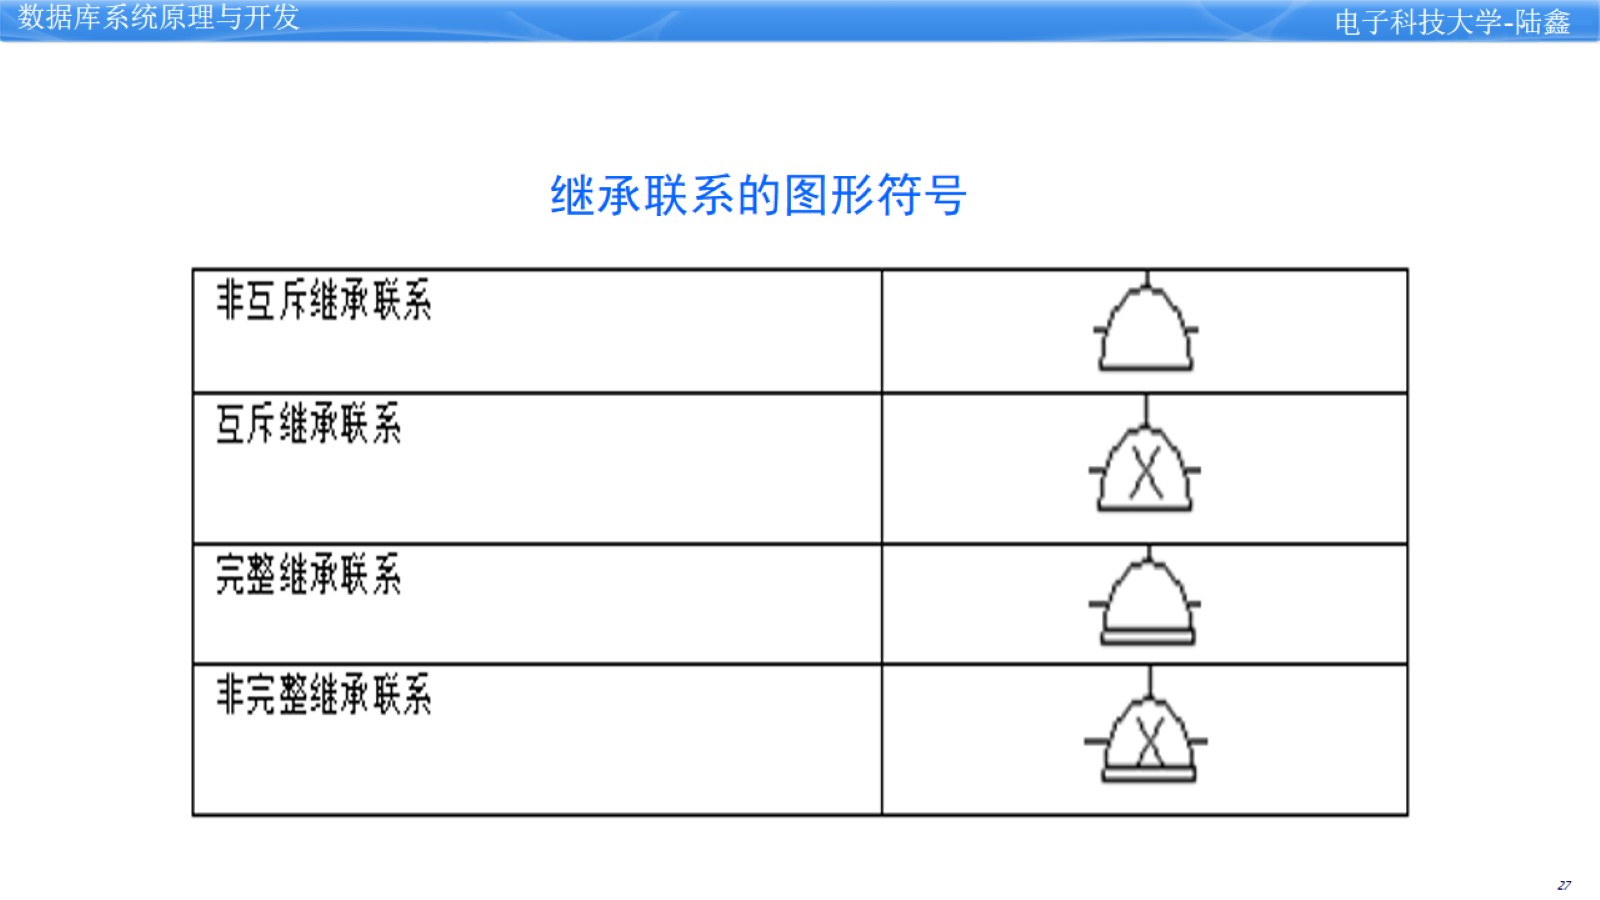 数据库系统原理与开发
电子科技大学-陆鑫
继承联系的图形符号
非互斥继承联系
互斥继承联系
X
完整继承联系
非完整继承联系
X
27